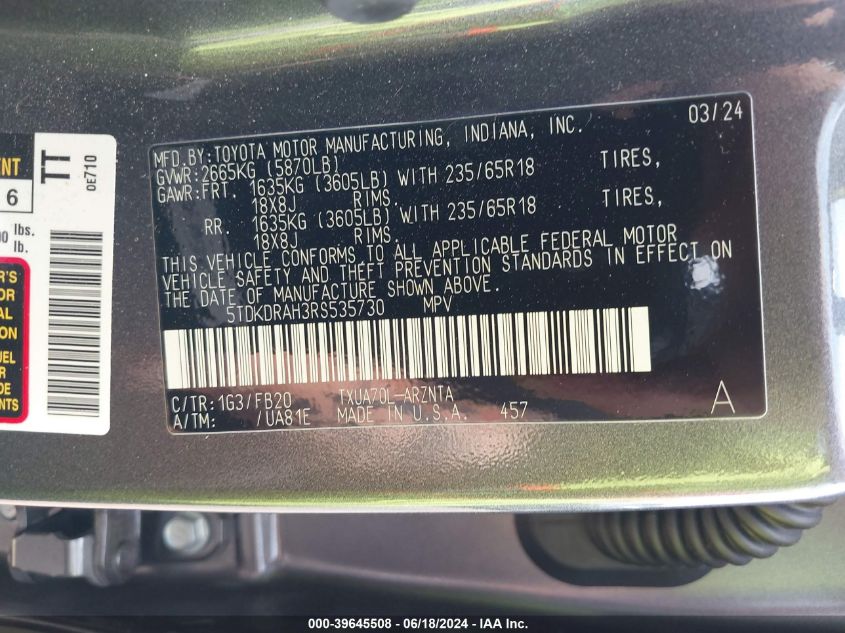 03/24
MFD.BY:TOYOTA MOTOR MANUFACTURING, INDIANA, INC.
GVWR:2665KG (5870LB)
GAWR:FRT. 1635KG (3605LB) WITH 235/65R18 TIRES,
18X8J RIMS.
RR. 1635KG (3605LB) WITH 235/65R18 TIRES,
18X8J RIMS.
THIS VEHICLE CONFORMS TO ALL APPLICABLE FEDERAL MOTOR
VEHICLE SAFETY AND THEFT PREVENTION STANDARDS IN EFFECT ON
THE DATE OF MANUFACTURE SHOWN ABOVE.
5TDKDRAH3RS535730 MPV
C/TR:1G3/FB20 TXUA70L-ARZNTA
A/TM: /UA81E MADE IN U.S.A. 457
A
TT
0E710
6
lbs.
lb.
000-39645508 - 06/18/2024 - IAA Inc.